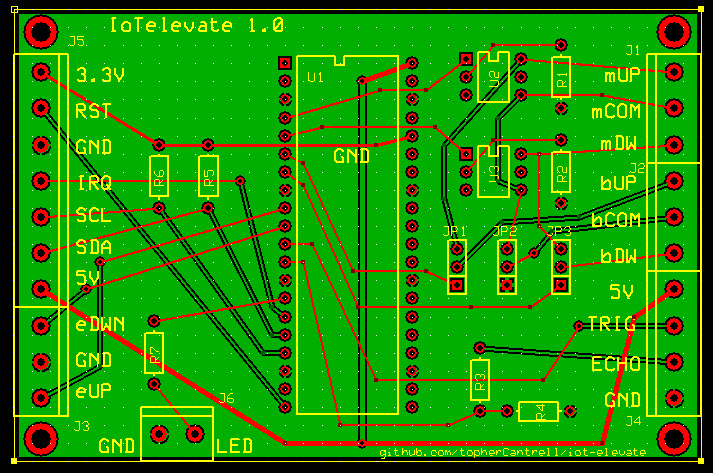 IoTelevate 1.0
J5
J1
3.3V
U1
U2
R1
mUP
RST
mCOM
GND
GND
mDW
J2
IRQ
R6
R5
U3
R2
bUP
SCL
bCOM
SDA
JP1
JP2
JP3
bDW
5V
5V
eDWN
TRIG
GND
R7
ECHO
eUP
R3
R4
GND
J6
J3
J4
GND
LED
github.com/topherCantrell/iot-elevate